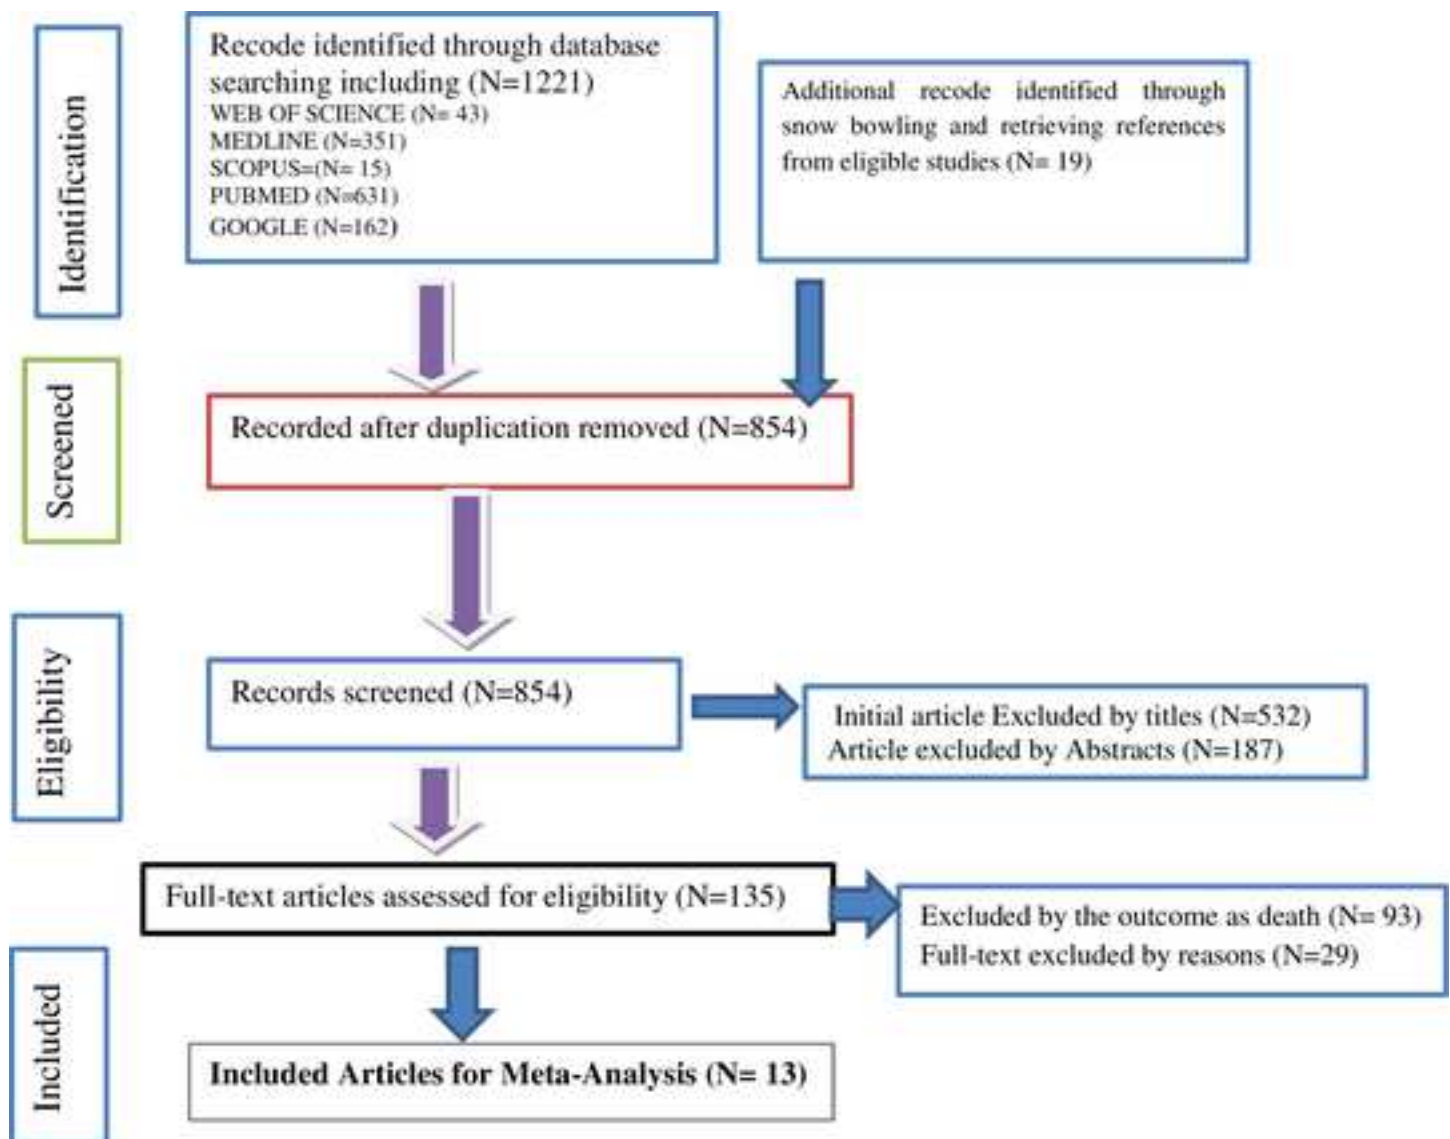 Identification
Recode identified through database
searching including (N=1221)
WEB OF SCIENCE (N= 43)
MEDLINE (N=351)
SCOPUS=(N= 15)
PUBMED (N=631)
GOOGLE (N=162)
Additional recode identified through
snow bowling and retrieving references
from eligible studies (N= 19)
Screened
Recorded after duplication removed (N=854)
Eligibility
Records screened (N=854)
Initial article Excluded by titles (N=532)
Article excluded by Abstracts (N=187)
Full-text articles assessed for eligibility (N=135)
Excluded by the outcome as death (N= 93)
Full-text excluded by reasons (N=29)
Included
Included Articles for Meta-Analysis (N= 13)